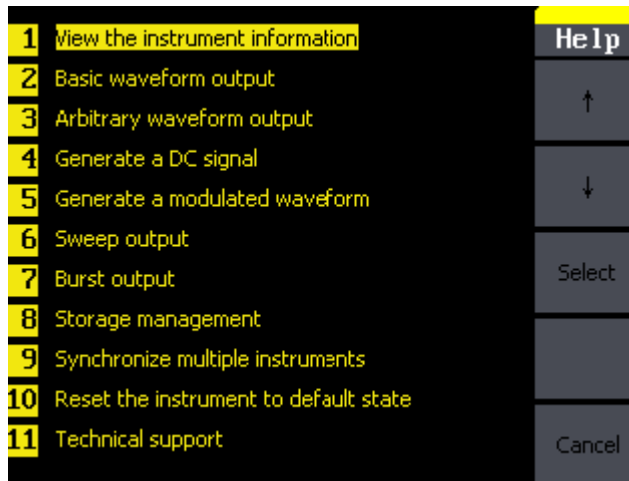 1 View the instrument information
2 Basic waveform output
3 Arbitrary waveform output
4 Generate a DC signal
5 Generate a modulated waveform
6 Sweep output
7 Burst output
8 Storage management
9 Synchronize multiple instruments
10 Reset the instrument to default state
11 Technical support
Help
↑
↓
Select
Cancel